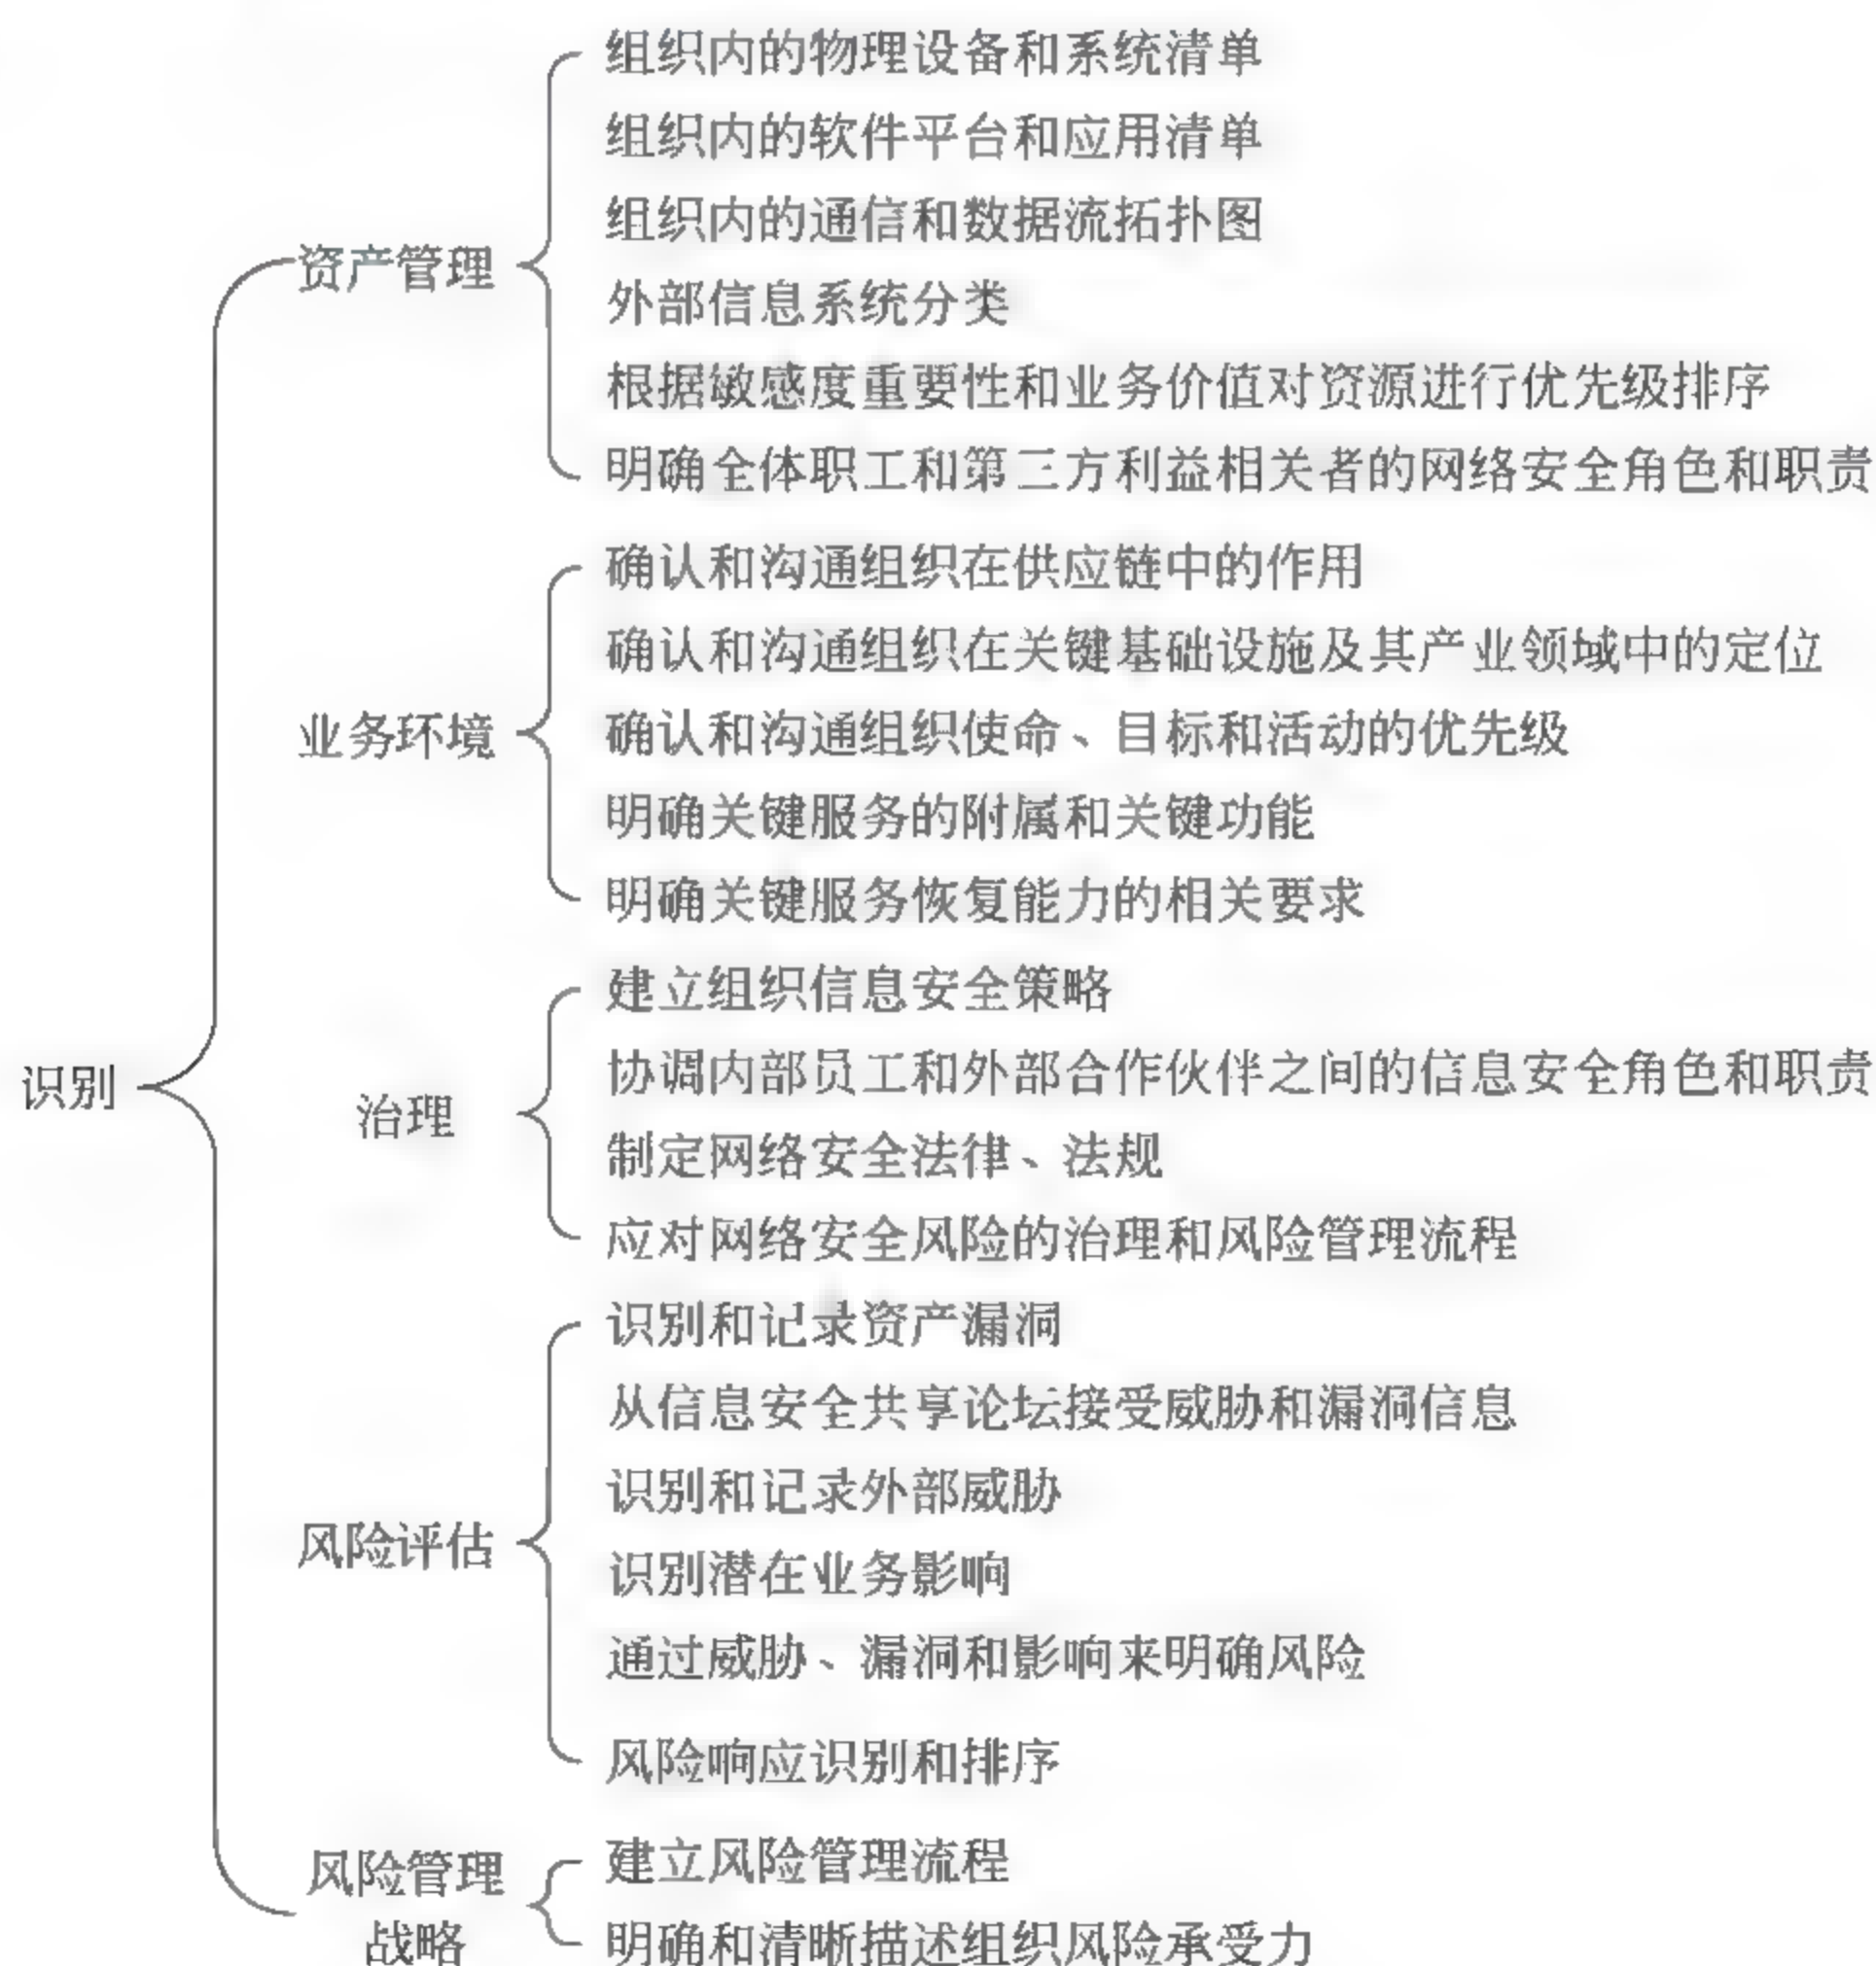 识别
资产管理
组织内的物理设备和系统清单
组织内的软件平台和应用清单
组织内的通信和数据流拓扑图
外部信息系统分类
根据敏感度重要性和业务价值对资源进行优先级排序
明确全体职工和第三方利益相关者的网络安全角色和职责
业务环境
确认和沟通组织在供应链中的作用
确认和沟通组织在关键基础设施及其产业领域中的定位
确认和沟通组织使命、目标和活动的优先级
明确关键服务的附属和关键功能
明确关键服务恢复能力的相关要求
治理
建立组织信息安全策略
协调内部员工和外部合作伙伴之间的信息安全角色和职责
制定网络安全法律、法规
应对网络安全风险的治理和风险管理流程
风险评估
识别和记录资产漏洞
从信息安全共享论坛接受威胁和漏洞信息
识别和记录外部威胁
识别潜在业务影响
通过威胁、漏洞和影响来明确风险
风险响应识别和排序
风险管理
战略
建立风险管理流程
明确和清晰描述组织风险承受力